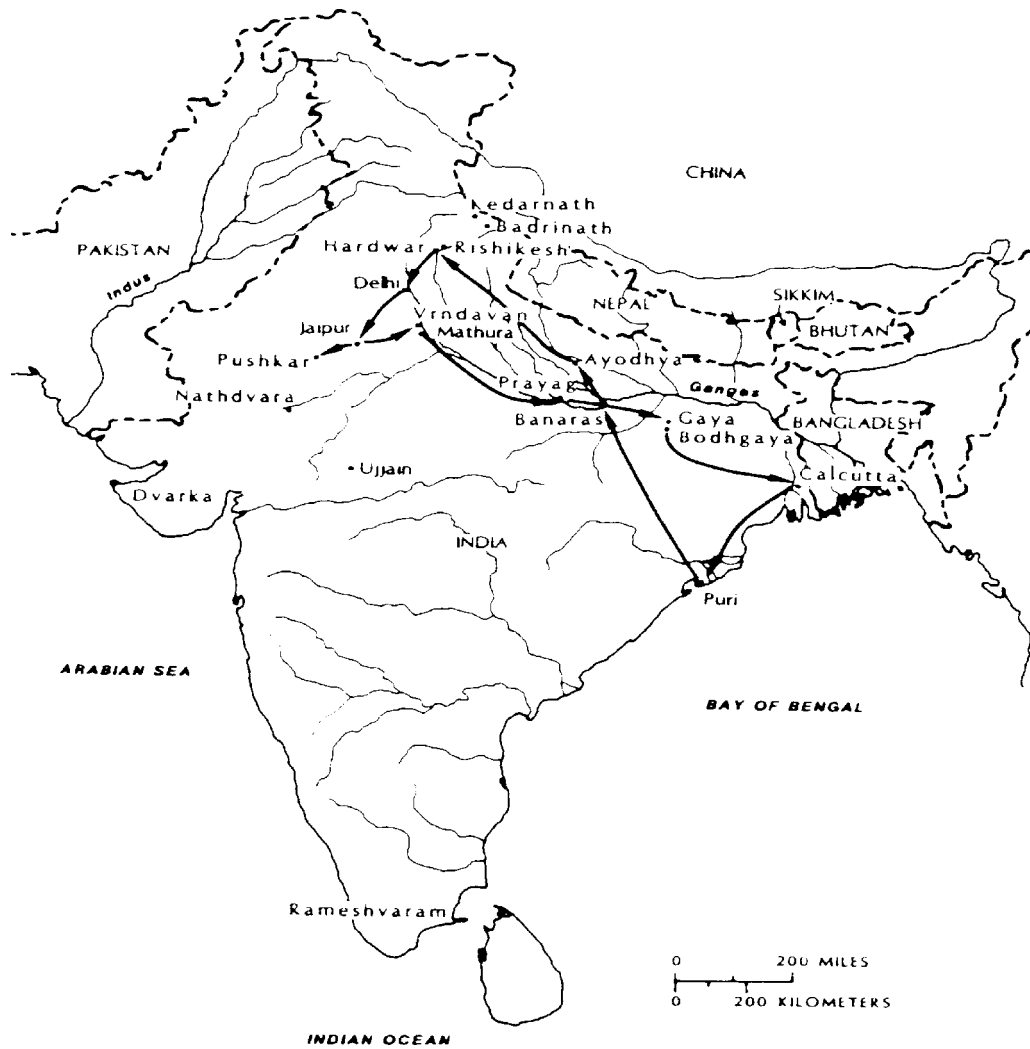 CHINA
Kedarnath
Badrinath
PAKISTAN
Hardwar
Rishikesh
Indus
Delhi
NEPAL
SIKKIM
Vrndavan
BHUTAN
Jaipur
Mathura
Pushkar
Ayodhya
Prayag
Ganges
Nathdvara
Banaras
Gaya
BANGLADESH
Bodhgaya
Ujjain
Calcutta
Dvarka
INDIA
Puri
ARABIAN SEA
BAY OF BENGAL
Rameshvaram
0 200 MILES
0 200 KILOMETERS
INDIAN OCEAN